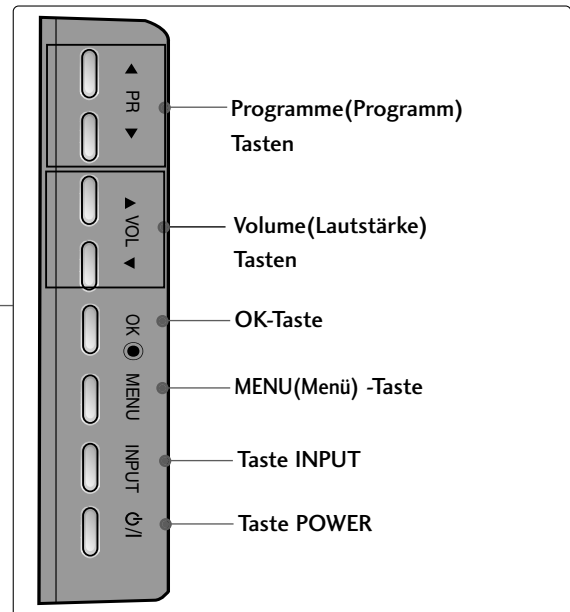 ▲ PR ▼
Programme(Programm)
Tasten
▲ VOL ▼
Volume(Lautstärke)
Tasten
OK
OK-Taste
MENU
MENU(Menü) -Taste
INPUT
Taste INPUT
⏻/I
Taste POWER